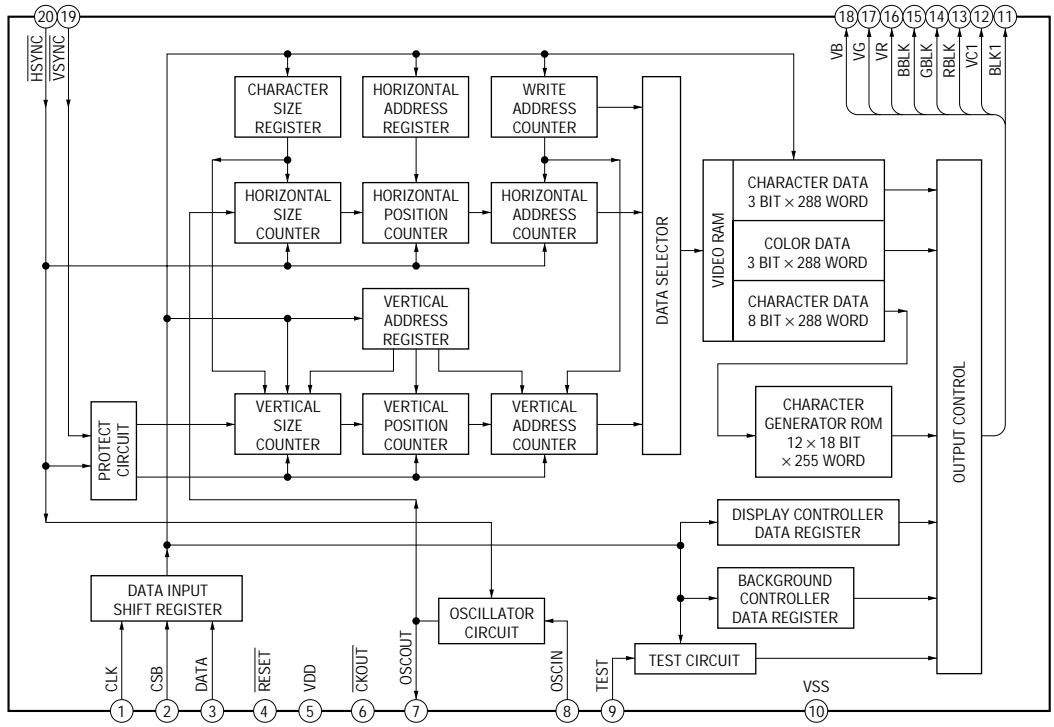 20 19 18 17 16 15 14 13 12 11
HSYNC
VSYNC
VB
VG
VR
BBLK
GBLK
RBLK
VC1
BLK1
CHARACTER
SIZE
REGISTER
HORIZONTAL
ADDRESS
REGISTER
WRITE
ADDRESS
COUNTER
HORIZONTAL
SIZE
COUNTER
HORIZONTAL
POSITION
COUNTER
HORIZONTAL
ADDRESS
COUNTER
DATA SELECTOR
VIDEO RAM
CHARACTER DATA
3 BIT × 288 WORD
COLOR DATA
3 BIT × 288 WORD
CHARACTER DATA
8 BIT × 288 WORD
VERTICAL
ADDRESS
REGISTER
PROTECT
CIRCUIT
VERTICAL
SIZE
COUNTER
VERTICAL
POSITION
COUNTER
VERTICAL
ADDRESS
COUNTER
CHARACTER
GENERATOR ROM
12 × 18 BIT
× 255 WORD
OUTPUT CONTROL
DISPLAY CONTROLLER
DATA REGISTER
DATA INPUT
SHIFT REGISTER
OSCILLATOR
CIRCUIT
BACKGROUND
CONTROLLER
DATA REGISTER
TEST CIRCUIT
CLK
CSB
DATA
RESET
VDD
CKOUT
OSCOUT
OSCIN
TEST
VSS
1 2 3 4 5 6 7 8 9 10